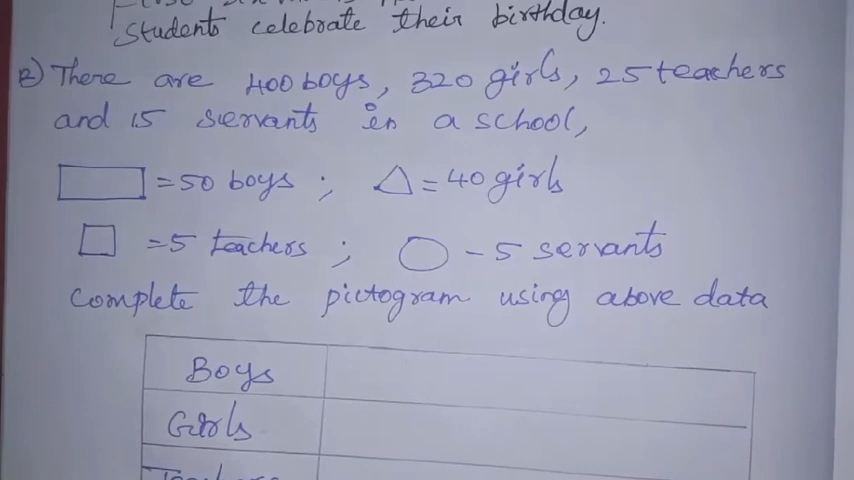 students celebrate their birthday.
2) There are 400 boys, 320 girls, 25 teachers
and 15 servants in a school,
= 50 boys ; △ = 40 girls
□ = 5 teachers ; ○ - 5 servants
Complete the pictogram using above data
Boys
Girls